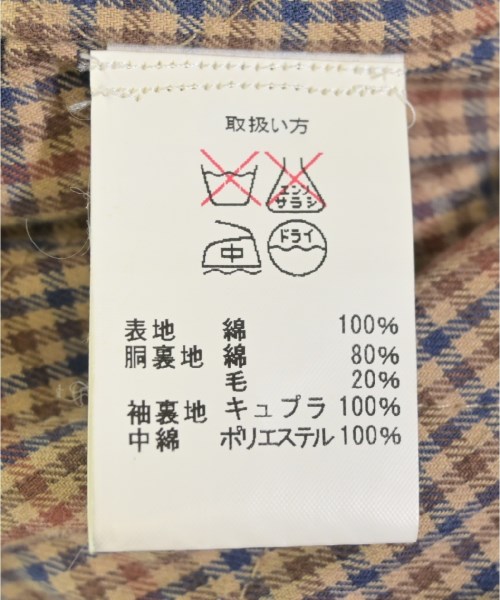 取扱い方
エンソ
サラシ
中 ドライ
表地 綿 100%
胴裏地 綿 80%
毛 20%
袖裏地 キュプラ 100%
中綿 ポリエステル 100%